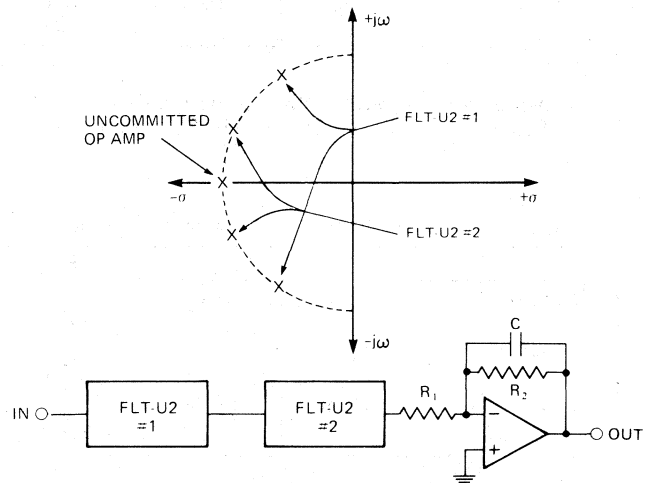 +jω
UNCOMMITTED
OP AMP
FLT-U2 =1
-σ
+σ
FLT-U2 =2
-jω
C
R₂
IN
FLT-U2
=1
FLT-U2
=2
R₁
-
+
OUT